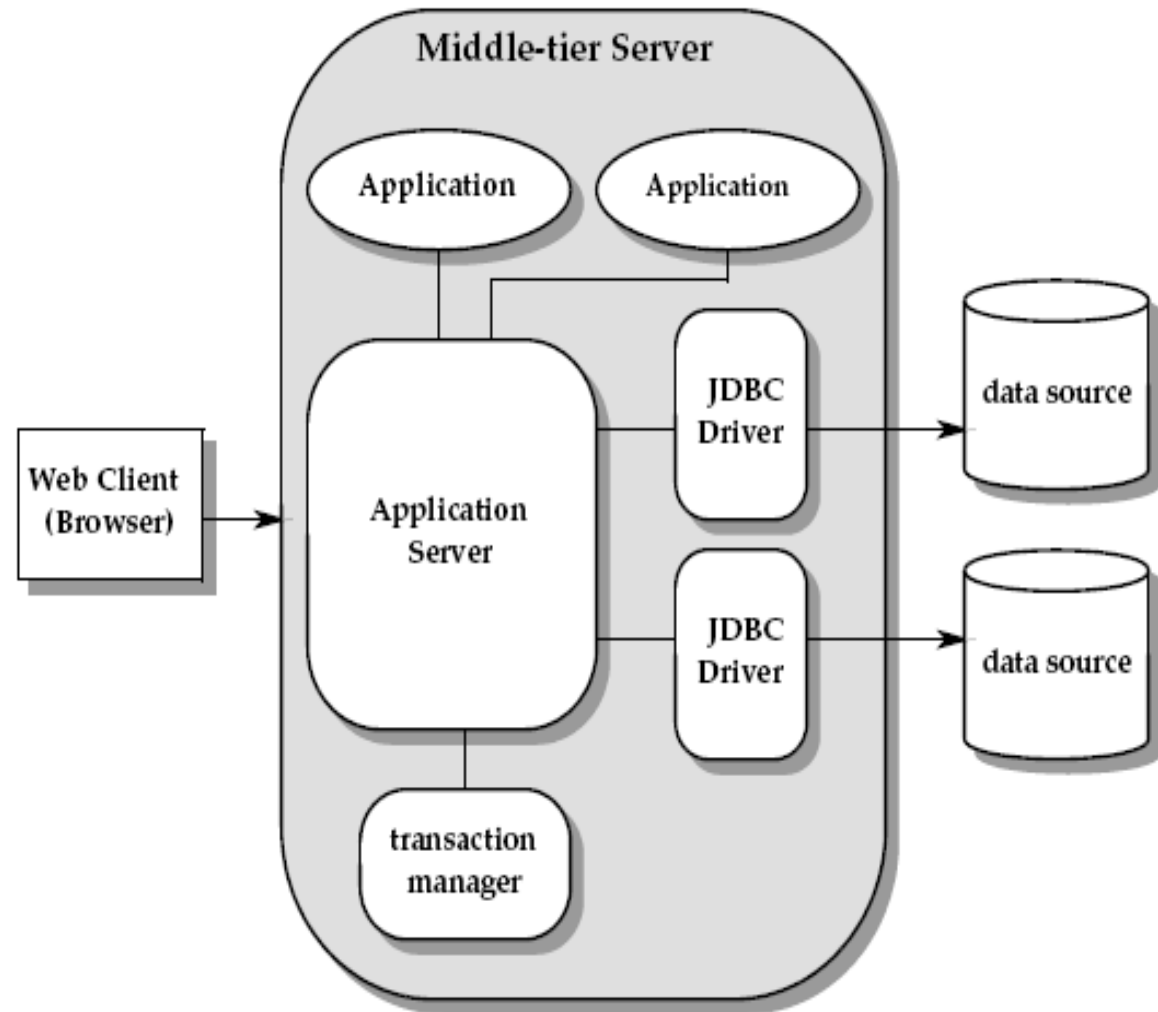 Middle-tier Server
Application
Application
JDBC
Driver
data source
Web Client
(Browser)
Application
Server
JDBC
Driver
data source
transaction
manager